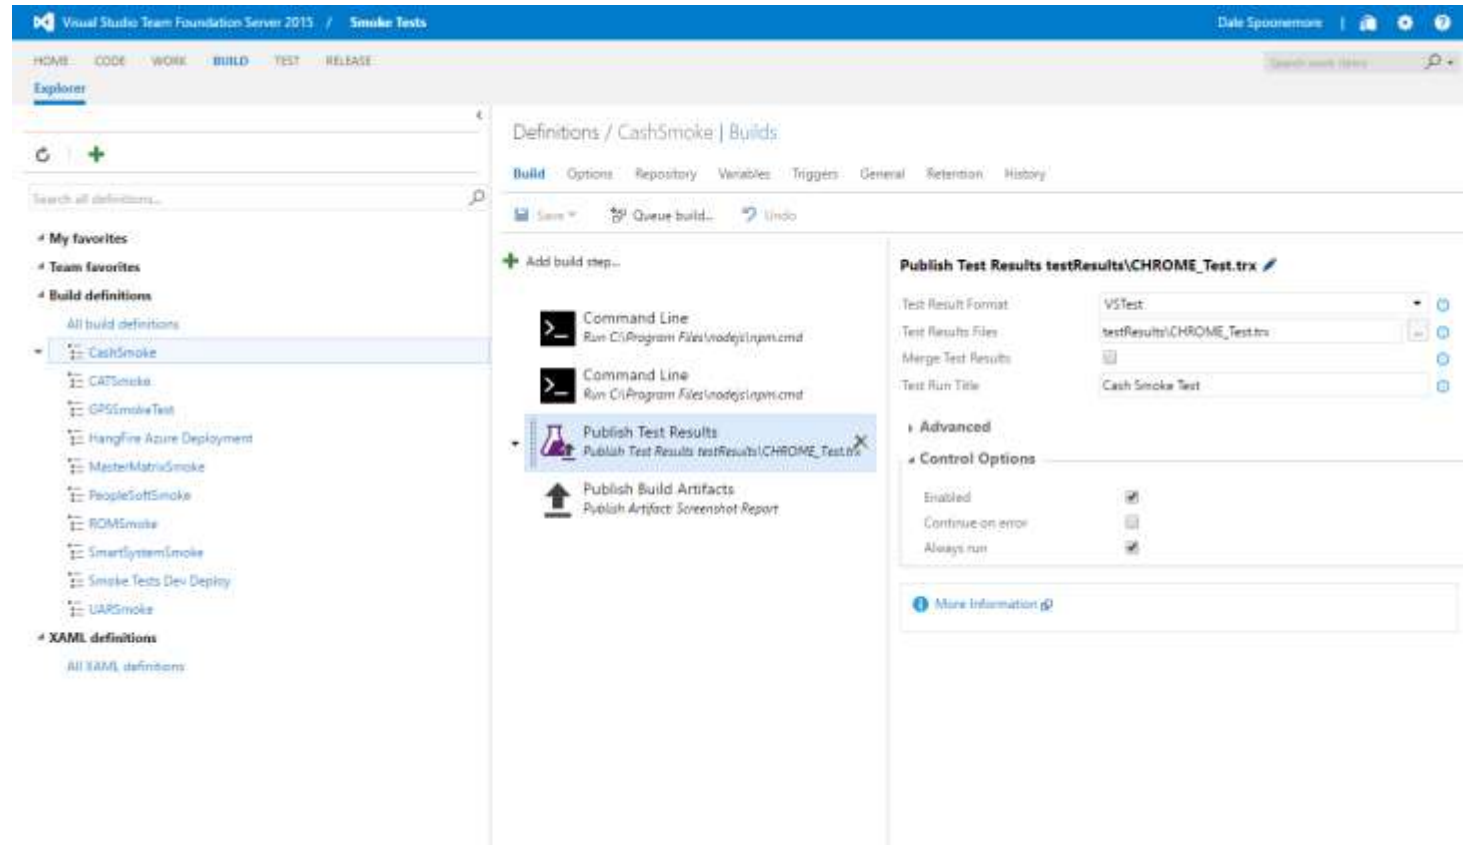 Visual Studio Team Foundation Server 2015 / Smoke Tests
Dale Spoonemore
HOME CODE WORK BUILD TEST RELEASE
Search work items
Explorer
Definitions / CashSmoke | Builds
Build Options Repository Variables Triggers General Retention History
Search all definitions...
Save Queue build... Undo
My favorites
Team favorites
Build definitions
All build definitions
CashSmoke
CATSmoke
GPSSmokeTest
HangFire Azure Deployment
MasterMatrixSmoke
PeopleSoftSmoke
ROMSmoke
SmartSystemSmoke
Smoke Tests Dev Deploy
UARSmoke
XAML definitions
All XAML definitions
Add build step...
Command Line
Run C:\Program Files\nodejs\npm.cmd
Command Line
Run C:\Program Files\nodejs\npm.cmd
Publish Test Results
Publish Test Results testResults\CHROME_Test.trx
Publish Build Artifacts
Publish Artifact: Screenshot Report
Publish Test Results testResults\CHROME_Test.trx
Test Result Format VSTest
Test Results Files testResults\CHROME_Test.trx ...
Merge Test Results
Test Run Title Cash Smoke Test
Advanced
Control Options
Enabled
Continue on error
Always run
More Information